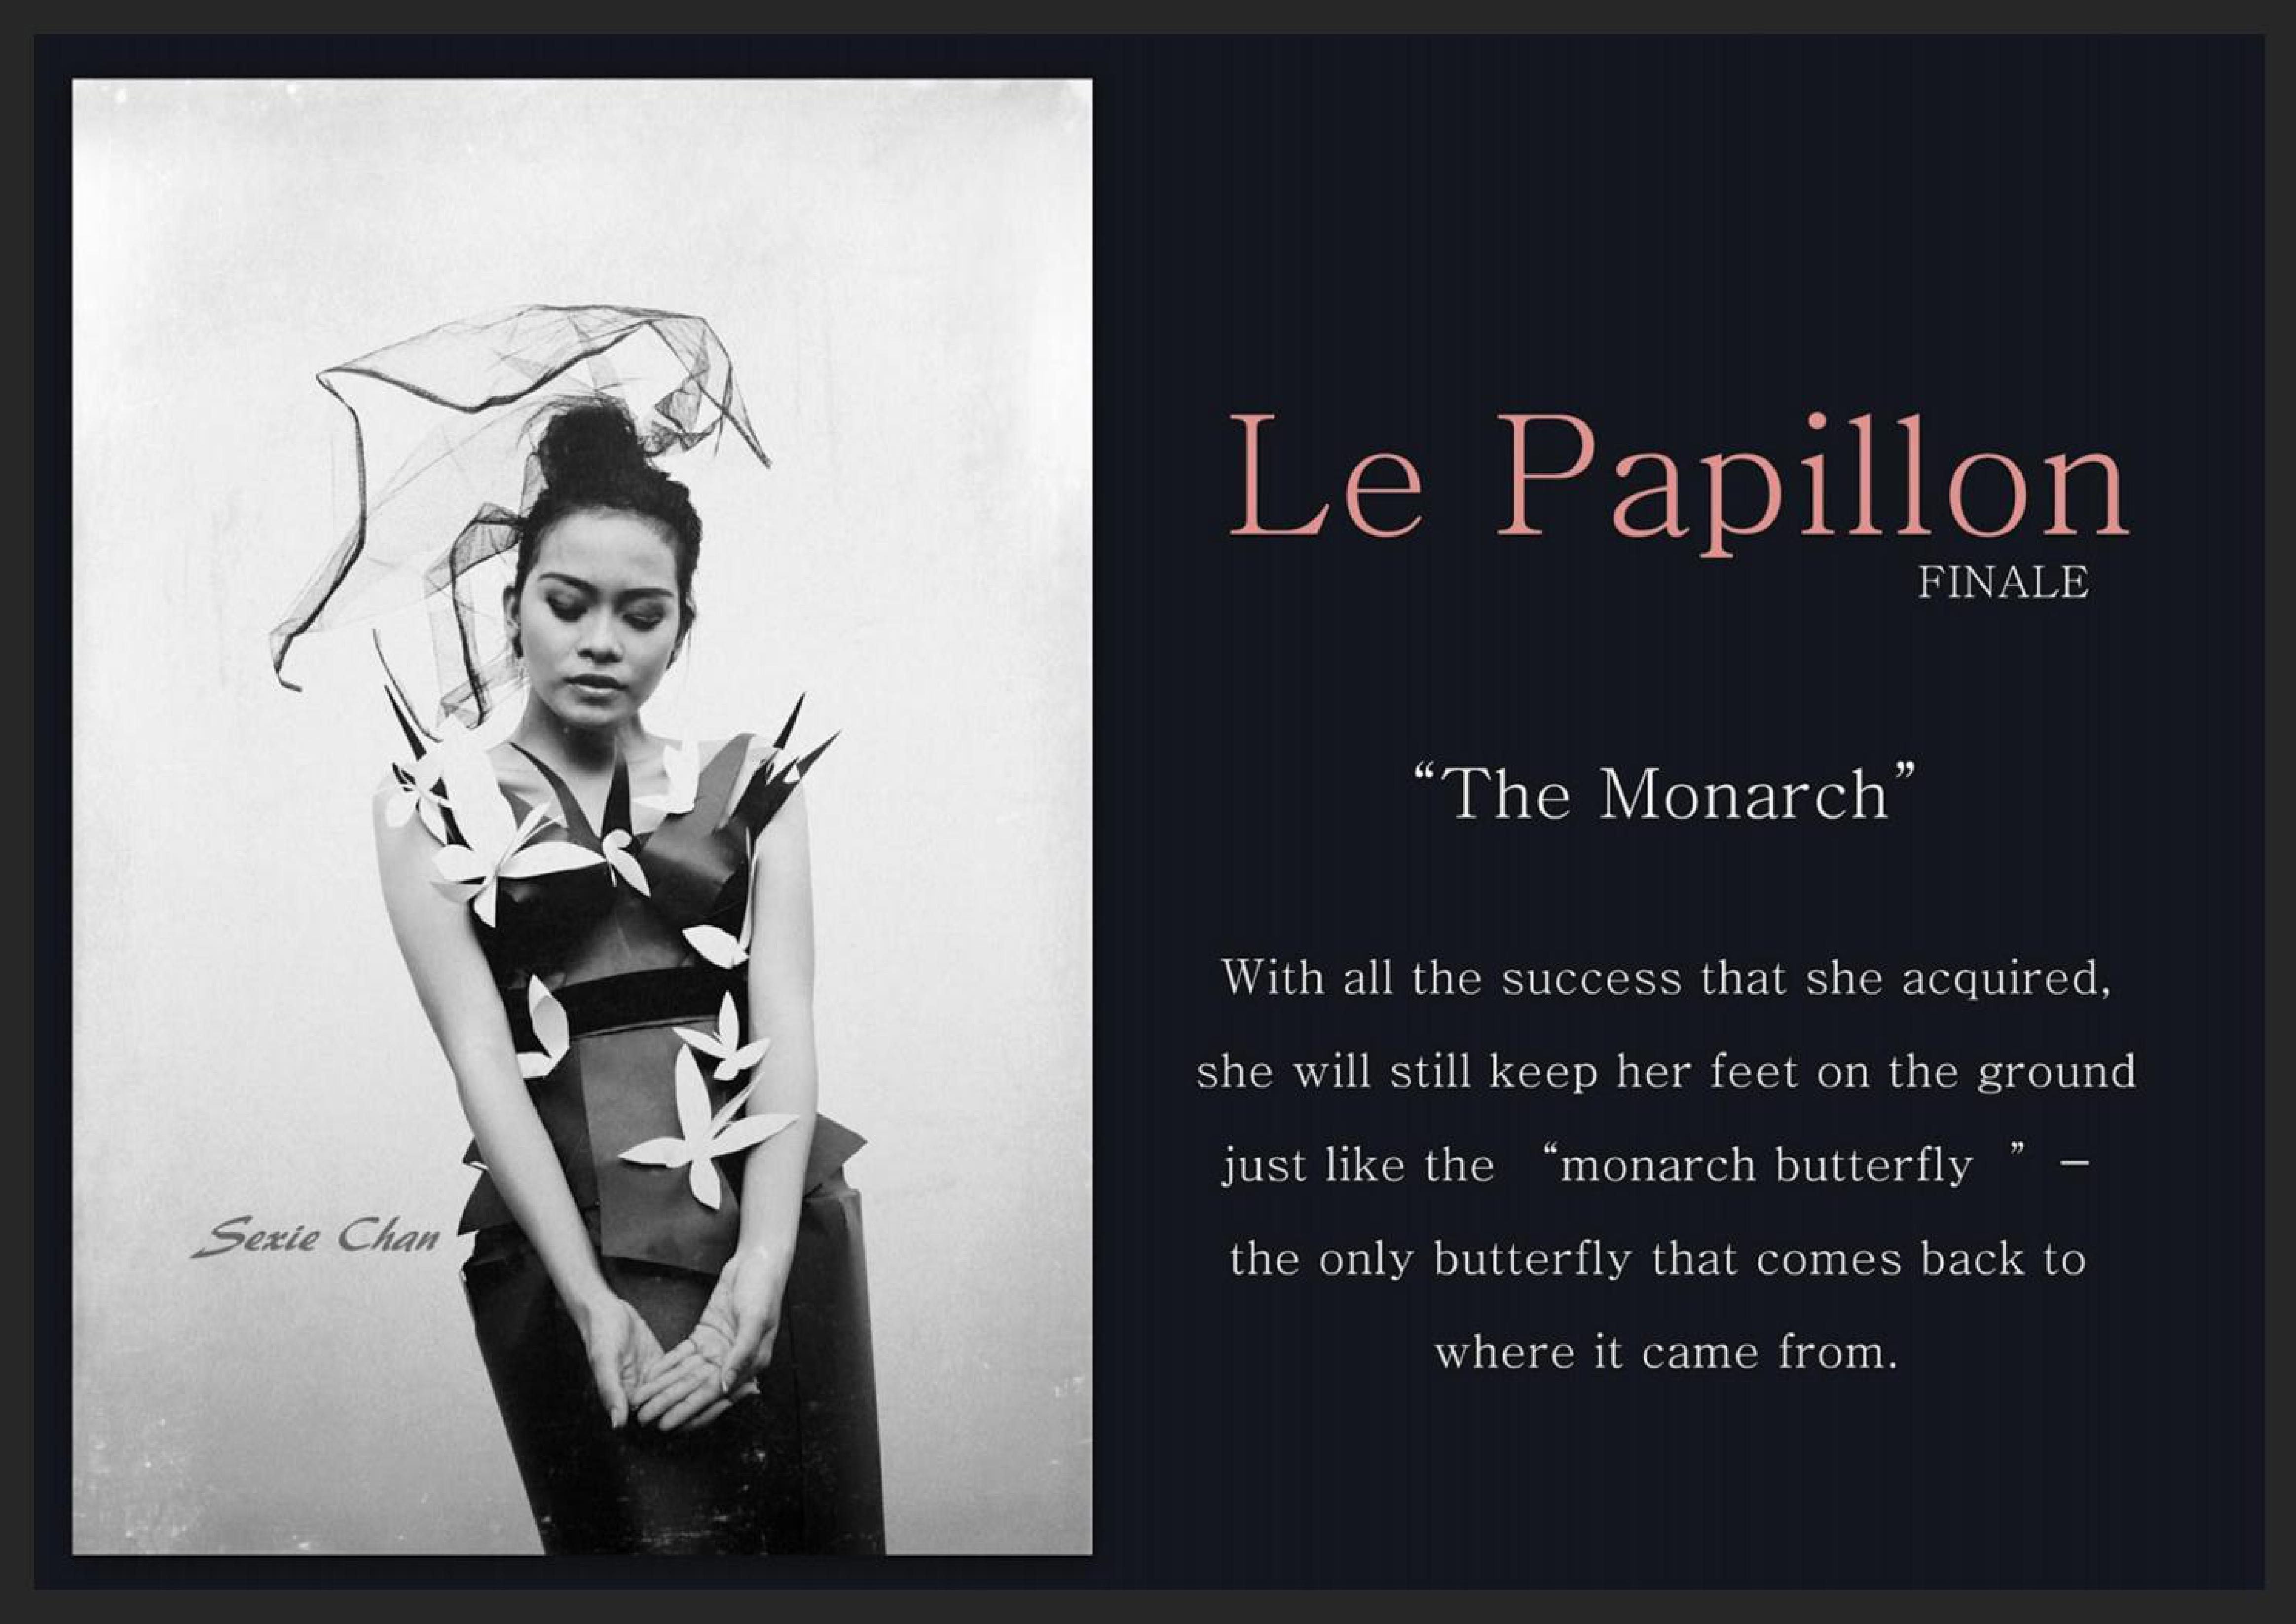 Sexie Chan
Le Papillon
FINALE
“The Monarch”
With all the success that she acquired,
she will still keep her feet on the ground
just like the “monarch butterfly ” –
the only butterfly that comes back to
where it came from.